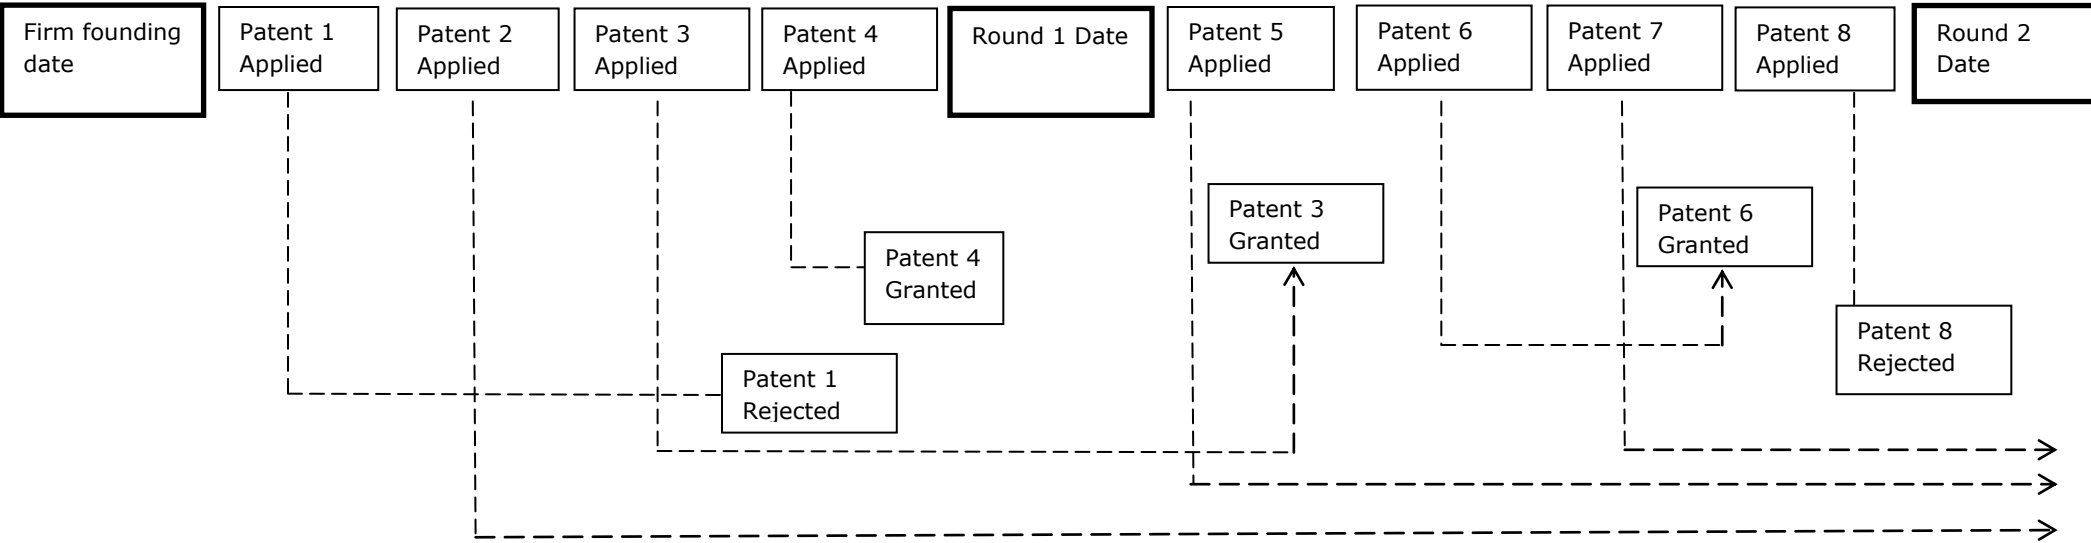 Firm founding
date
Patent 1
Applied
Patent 2
Applied
Patent 3
Applied
Patent 4
Applied
Round 1 Date
Patent 5
Applied
Patent 6
Applied
Patent 7
Applied
Patent 8
Applied
Round 2
Date
Patent 3
Granted
Patent 6
Granted
Patent 4
Granted
Patent 8
Rejected
Patent 1
Rejected